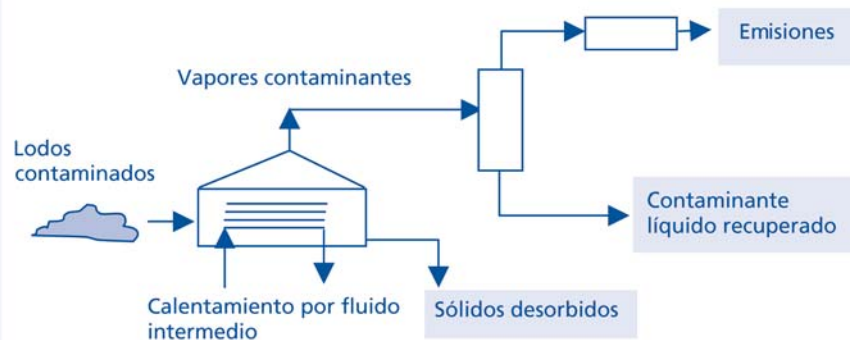 Emisiones
Vapores contaminantes
Lodos
contaminados
Contaminante
líquido recuperado
Calentamiento por fluido
intermedio
Sólidos desorbidos